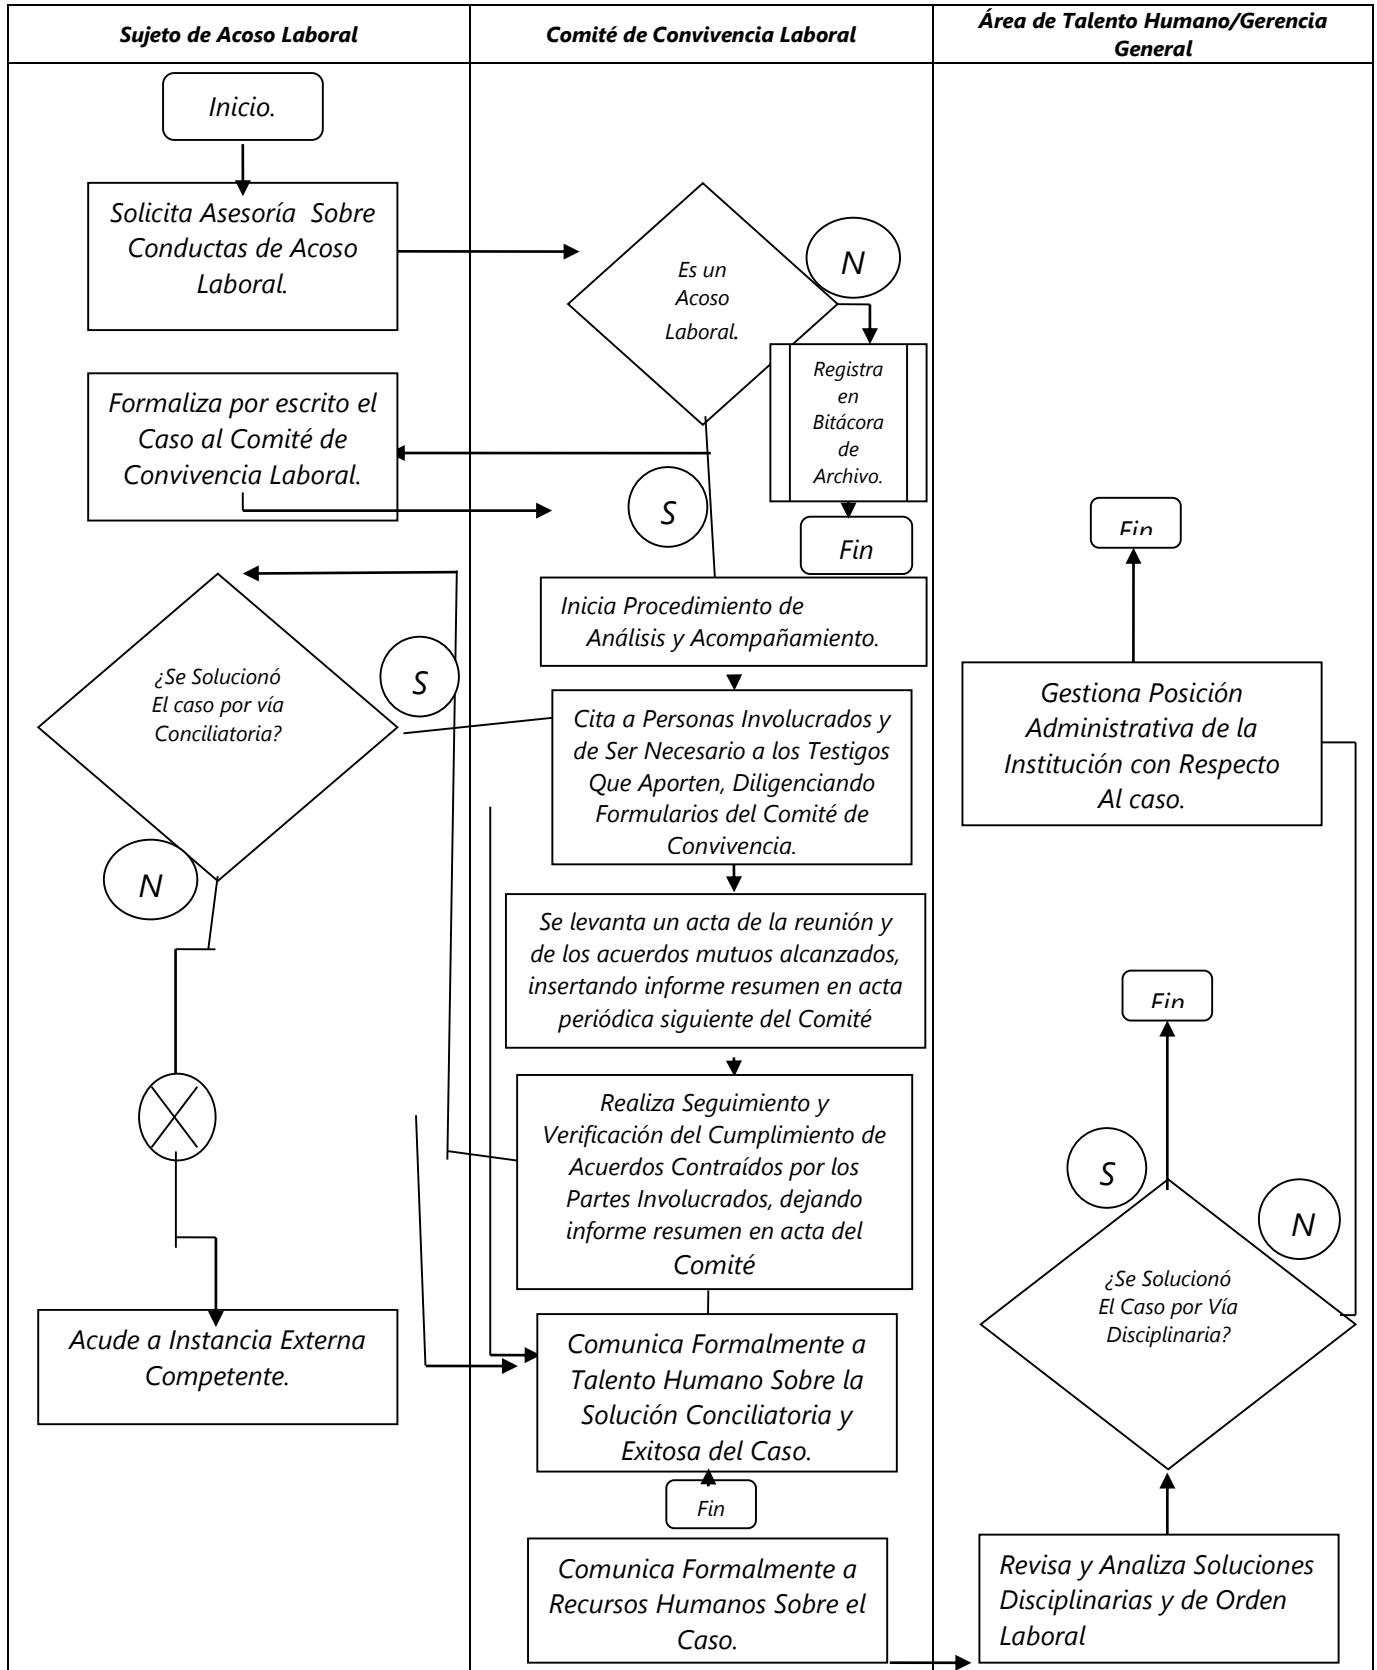 Sujeto de Acoso Laboral
Comité de Convivencia Laboral
Área de Talento Humano/Gerencia
General
Inicio.
Solicita Asesoría Sobre
Conductas de Acoso
Laboral.
Es un
Acoso
Laboral.
N
Registra
en
Bitácora
de
Archivo.
Fin
Formaliza por escrito el
Caso al Comité de
Convivencia Laboral.
S
Inicia Procedimiento de
Análisis y Acompañamiento.
¿Se Solucionó
El caso por vía
Conciliatoria?
S
N
Cita a Personas Involucrados y
de Ser Necesario a los Testigos
Que Aporten, Diligenciando
Formularios del Comité de
Convivencia.
Se levanta un acta de la reunión y
de los acuerdos mutuos alcanzados,
insertando informe resumen en acta
periódica siguiente del Comité
Realiza Seguimiento y
Verificación del Cumplimiento de
Acuerdos Contraídos por los
Partes Involucrados, dejando
informe resumen en acta del
Comité
Acude a Instancia Externa
Competente.
Comunica Formalmente a
Talento Humano Sobre la
Solución Conciliatoria y
Exitosa del Caso.
Fin
Comunica Formalmente a
Recursos Humanos Sobre el
Caso.
Fin
Gestiona Posición
Administrativa de la
Institución con Respecto
Al caso.
Fin
S
N
¿Se Solucionó
El Caso por Vía
Disciplinaria?
Revisa y Analiza Soluciones
Disciplinarias y de Orden
Laboral